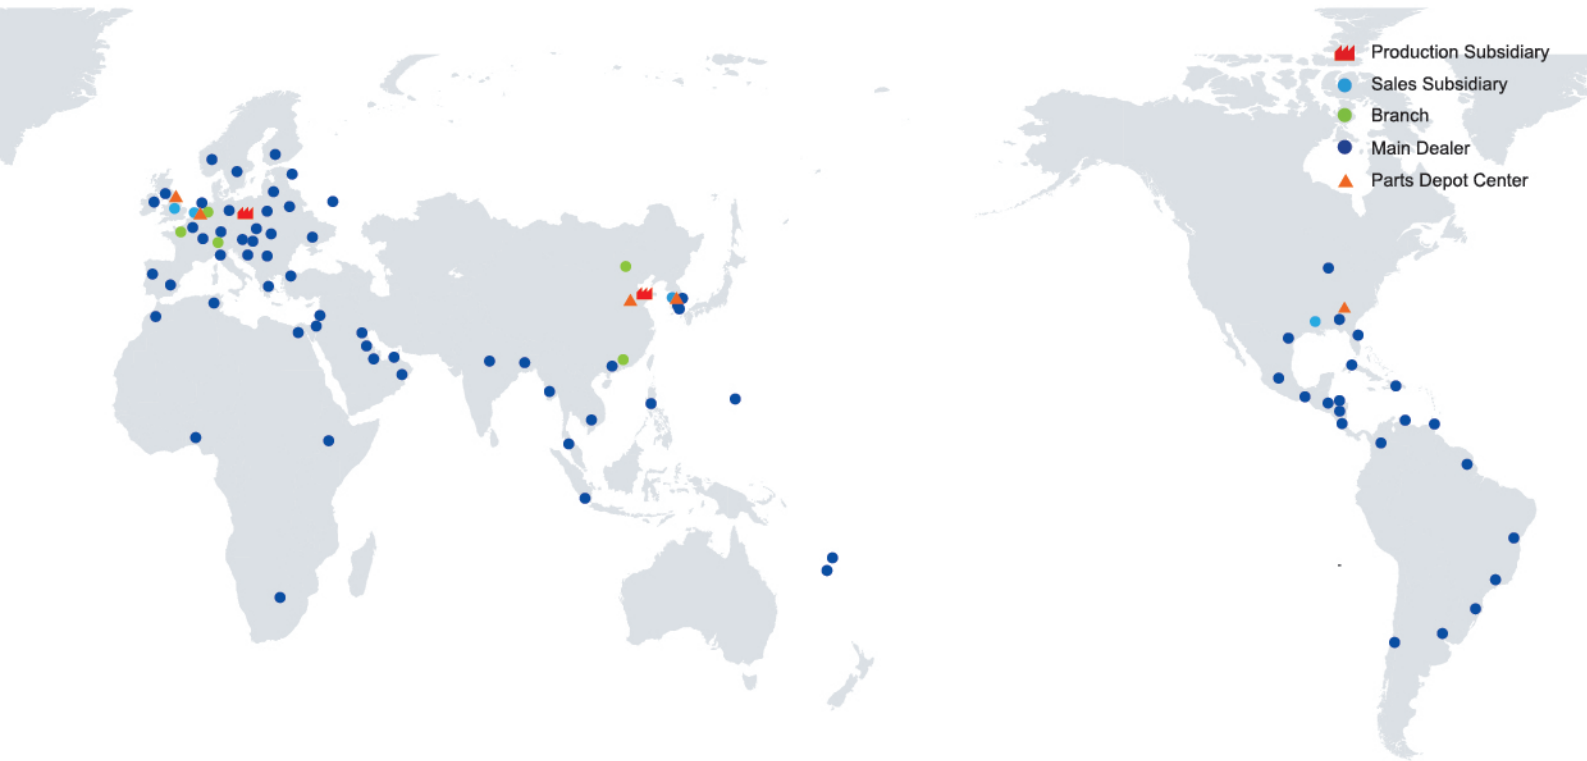 Production Subsidiary
Sales Subsidiary
Branch
Main Dealer
Parts Depot Center